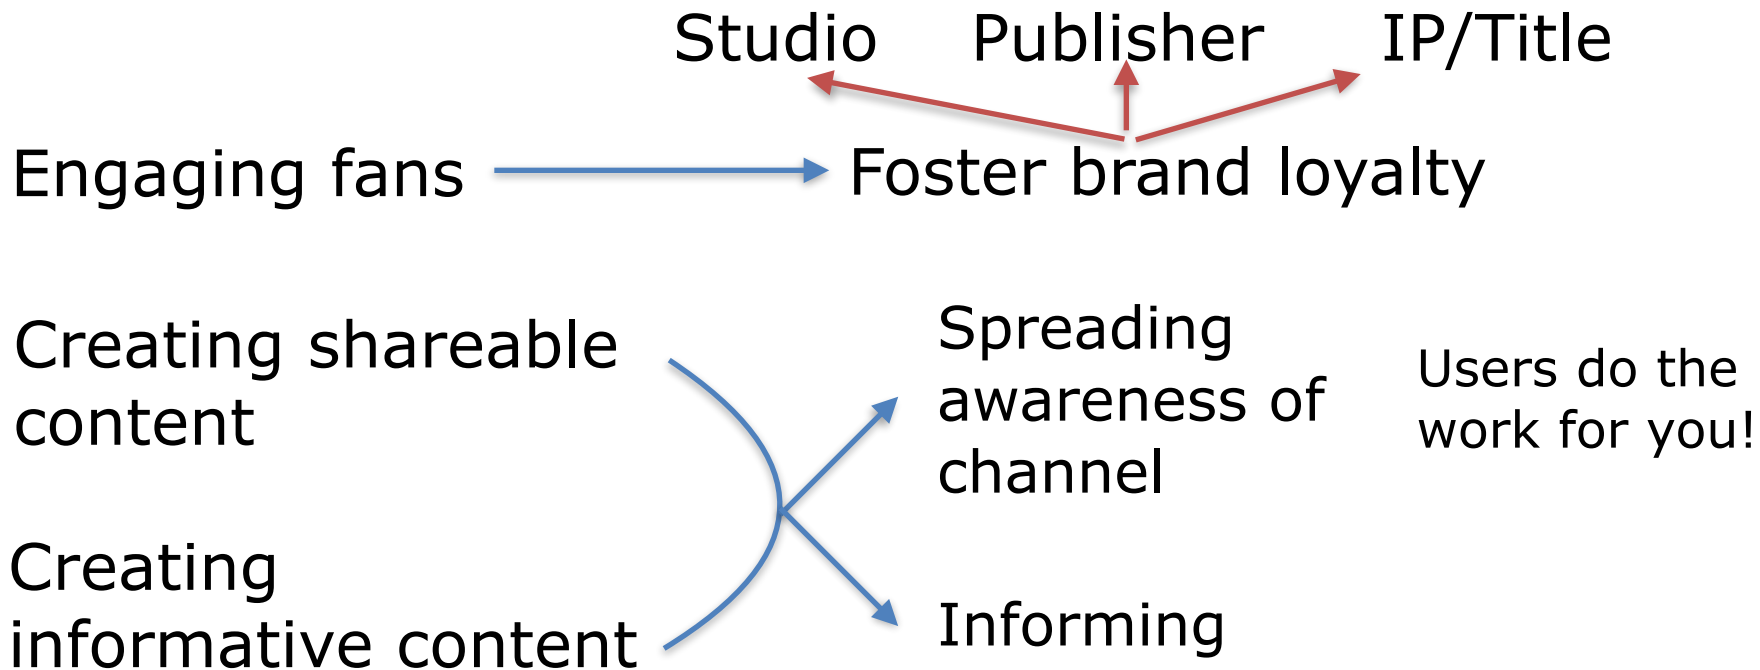 Studio Publisher IP/Title
Engaging fans Foster brand loyalty
Creating shareable
content
Spreading
awareness of
channel
Users do the
work for you!
Creating
informative content
Informing